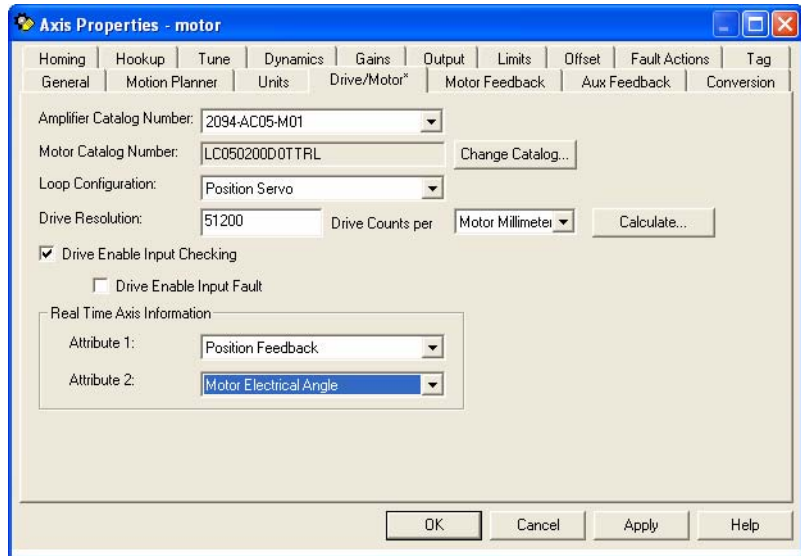 Axis Properties - motor
Homing Hookup Tune Dynamics Gains Output Limits Offset Fault Actions Tag
General Motion Planner Units Drive/Motor* Motor Feedback Aux Feedback Conversion
Amplifier Catalog Number: 2094-AC05-M01
Motor Catalog Number: LC050200D0TTRL Change Catalog...
Loop Configuration: Position Servo
Drive Resolution: 51200 Drive Counts per Motor Millimeter Calculate...
Drive Enable Input Checking
Drive Enable Input Fault
Real Time Axis Information
Attribute 1: Position Feedback
Attribute 2: Motor Electrical Angle
OK Cancel Apply Help